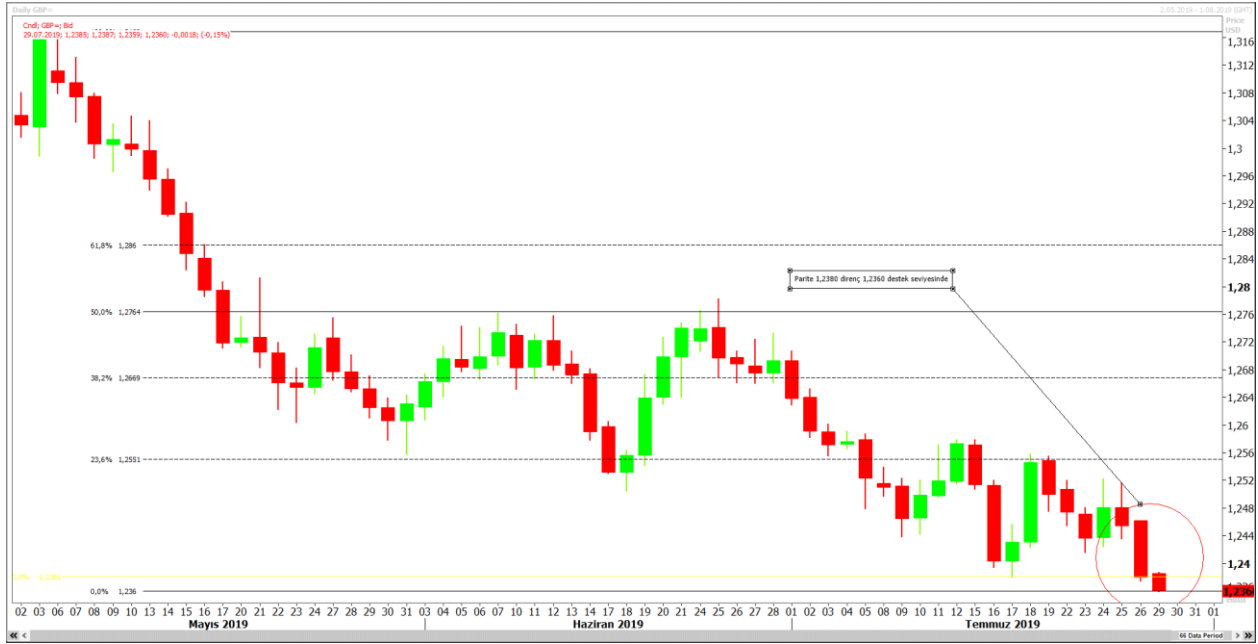 Daily GBP=
2.05.2019 - 1.08.2019 (GMT)
Cndl; GBP=; Bid
29.07.2019; 1,2385; 1,2387; 1,2359; 1,2360; -0,0018; (-0,15%)
Price
USD
1,316
1,312
1,308
1,304
1,3
1,296
1,292
1,288
1,284
1,28
1,276
1,272
1,268
1,264
1,26
1,256
1,252
1,248
1,244
1,24
1,236
61,8% 1,286
50,0% 1,2764
38,2% 1,2669
23,6% 1,2551
0,0% 1,236
Parite 1,2380 direnç 1,2360 destek seviyesinde
02 03 06 07 08 09 10 13 14 15 16 17 20 21 22 23 24 27 28 29 30 31 03 04 05 06 07 10 11 12 13 14 17 18 19 20 21 24 25 26 27 28 01 02 03 04 05 08 09 10 11 12 15 16 17 18 19 22 23 24 25 26 29 30 31 01
Mayıs 2019 Haziran 2019 Temmuz 2019
66 Data Period